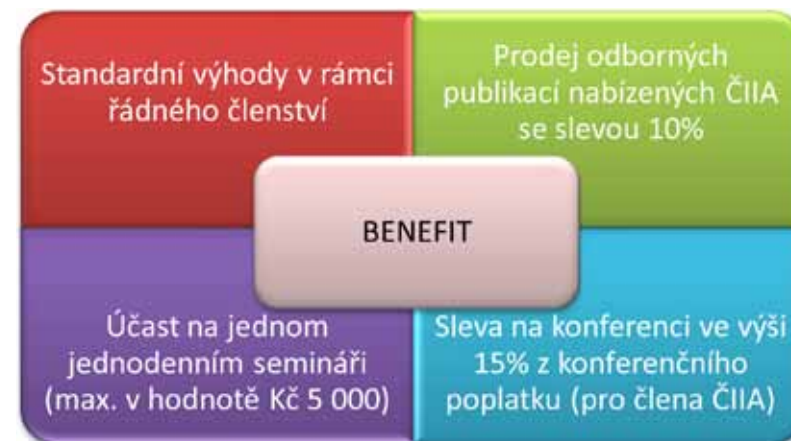 Standardní výhody v rámci
řádného členství
Prodej odborných
publikací nabízených ČIIA
se slevou 10%
BENEFIT
Účast na jednom
jednodenním semináři
(max. v hodnotě Kč 5 000)
Sleva na konferenci ve výši
15% z konferenčního
poplatku (pro člena ČIIA)